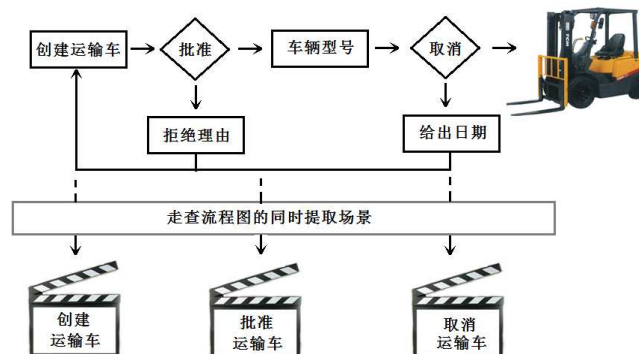 创建运输车
批准
车辆型号
取消
拒绝理由
给出日期
走查流程图的同时提取场景
创建
运输车
批准
运输车
取消
运输车